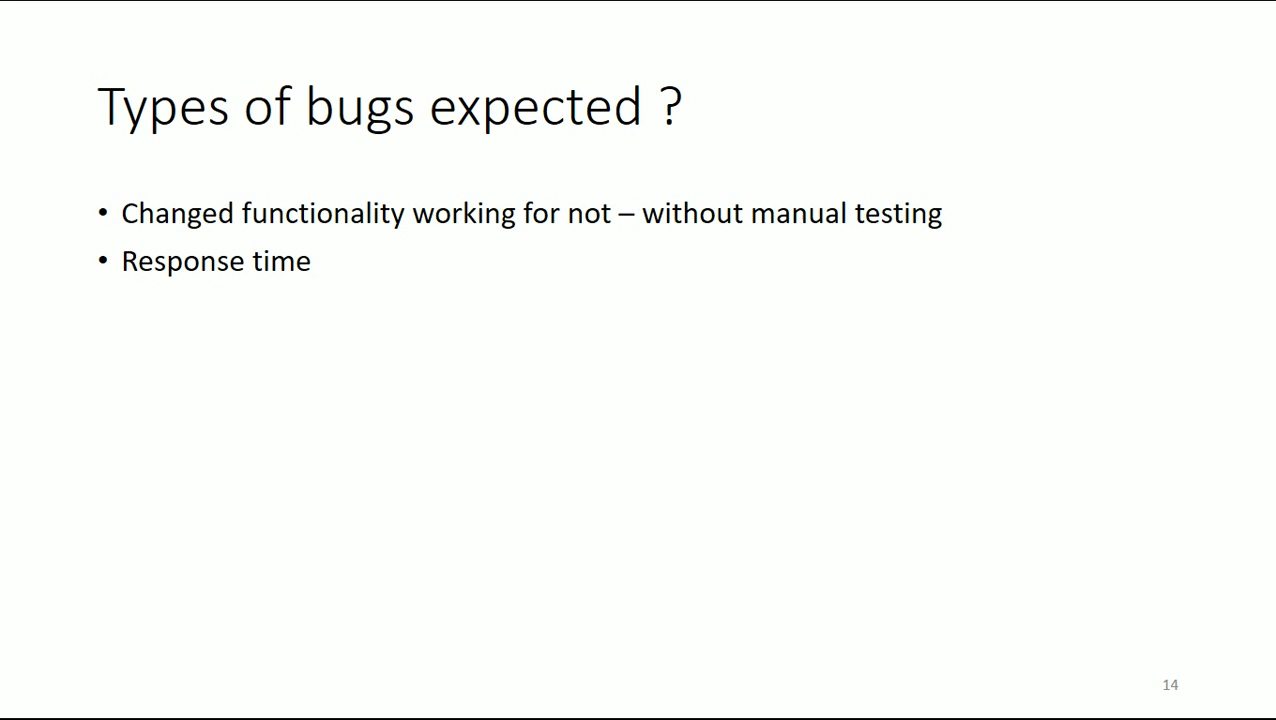 Types of bugs expected ?
• Changed functionality working for not – without manual testing
• Response time
14